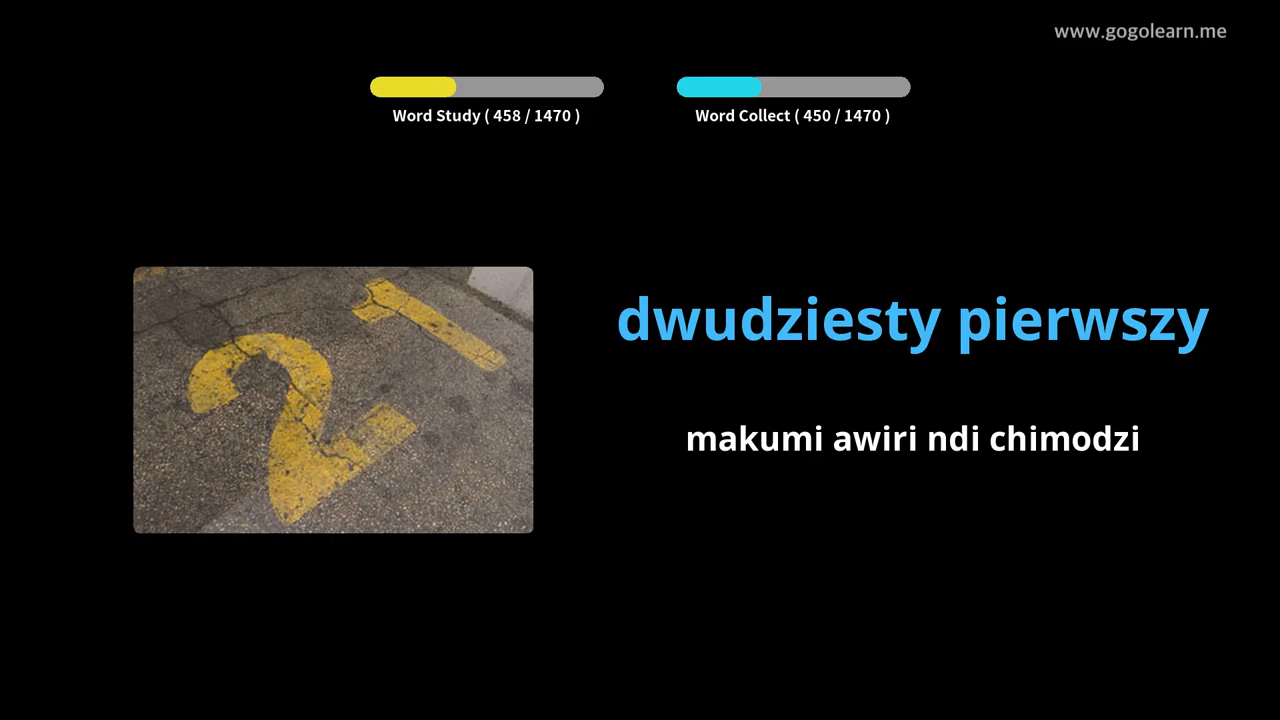 www.gogolearn.me
Word Study ( 458 / 1470 )
Word Collect ( 450 / 1470 )
21
dwudziesty pierwszy
makumi awiri ndi chimodzi